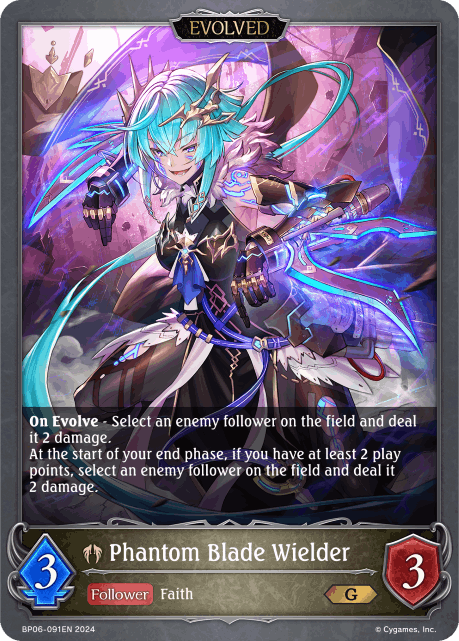 EVOLVED
On Evolve - Select an enemy follower on the field and deal
it 2 damage.
At the start of your end phase, if you have at least 2 play
points, select an enemy follower on the field and deal it
2 damage.
3
Phantom Blade Wielder
3
Follower
Faith
G
BP06-091EN 2024
© Cygames, Inc.